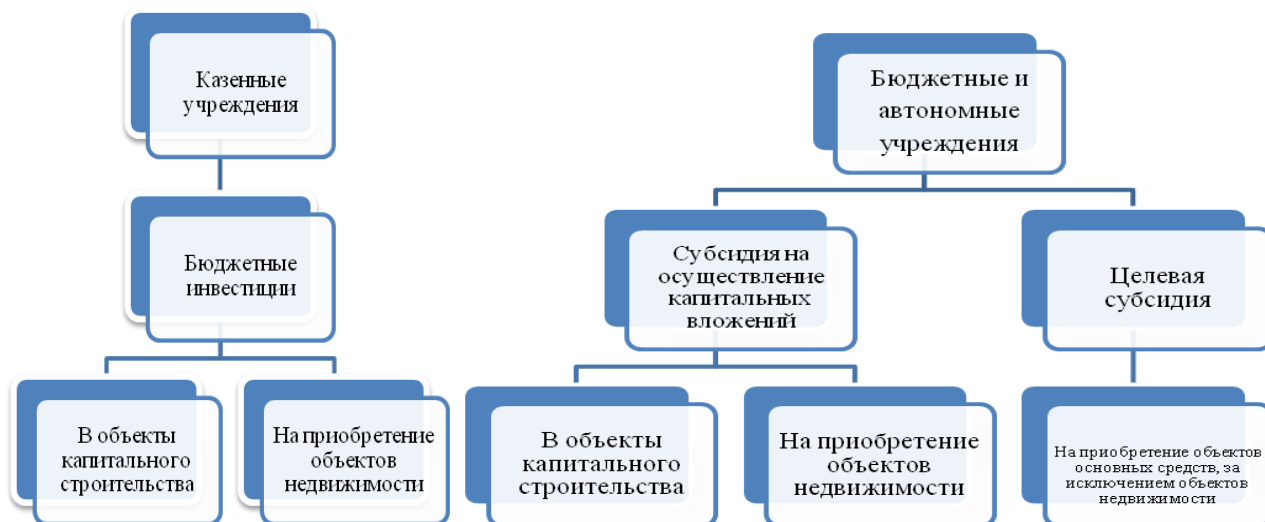 Казенные
учреждения
Бюджетные
инвестиции
В объекты
капитального
строительства
На приобретение
объектов
недвижимости
Бюджетные и
автономные
учреждения
Субсидия на
осуществление
капитальных
вложений
В объекты
капитального
строительства
На приобретение
объектов
недвижимости
Целевая
субсидия
На приобретение объектов
основных средств, за
исключением объектов
недвижимости